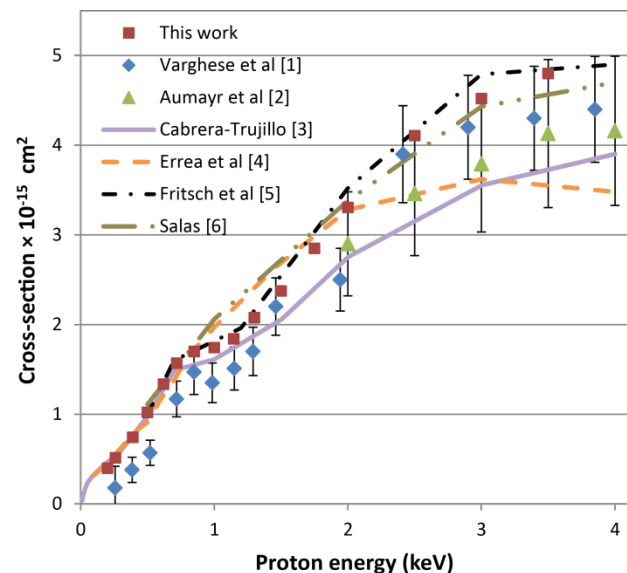 This work
Varghese et al [1]
Aumayr et al [2]
Cabrera-Trujillo [3]
Errea et al [4]
Fritsch et al [5]
Salas [6]
Cross-section × 10⁻¹⁵ cm²
5
4
3
2
1
0
0 1 2 3 4
Proton energy (keV)